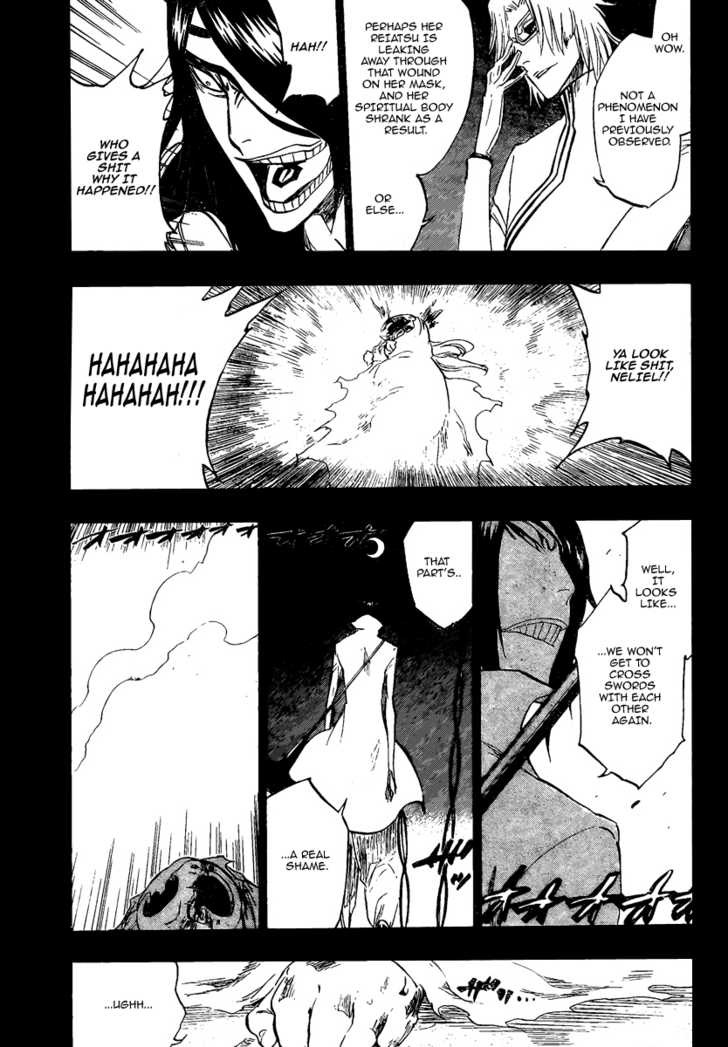 OH
WOW.
NOT A
PHENOMENON
I HAVE
PREVIOUSLY
OBSERVED.
PERHAPS HER
REIATSU IS
LEAKING
AWAY THROUGH
THAT WOUND
ON HER MASK,
AND HER
SPIRITUAL BODY
SHRANK AS A
RESULT.
OR
ELSE...
HAH!!
WHO
GIVES A
SHIT
WHY IT
HAPPENED!!
YA LOOK
LIKE SHIT,
NELIEL!!
HAHAHAHA
HAHAHAH!!!
WELL,
IT
LOOKS
LIKE...
...WE WON'T
GET TO
CROSS
SWORDS
WITH EACH
OTHER
AGAIN.
THAT
PART'S..
...A REAL
SHAME.
...UGHH...